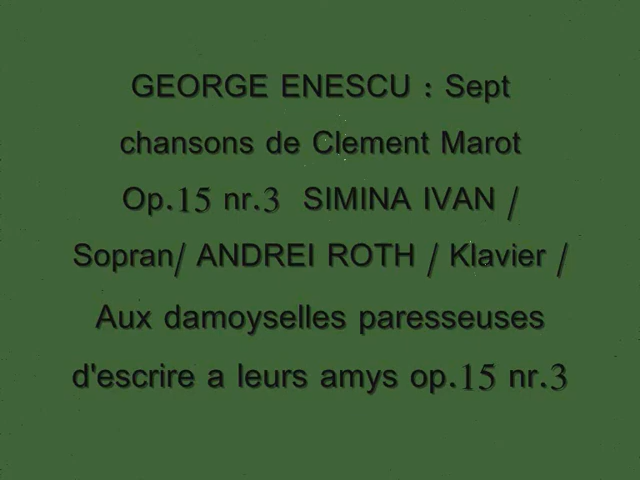 GEORGE ENESCU : Sept
chansons de Clement Marot
Op.15 nr.3 SIMINA IVAN /
Sopran/ ANDREI ROTH / Klavier /
Aux damoyselles paresseuses
d'escrire a leurs amys op.15 nr.3